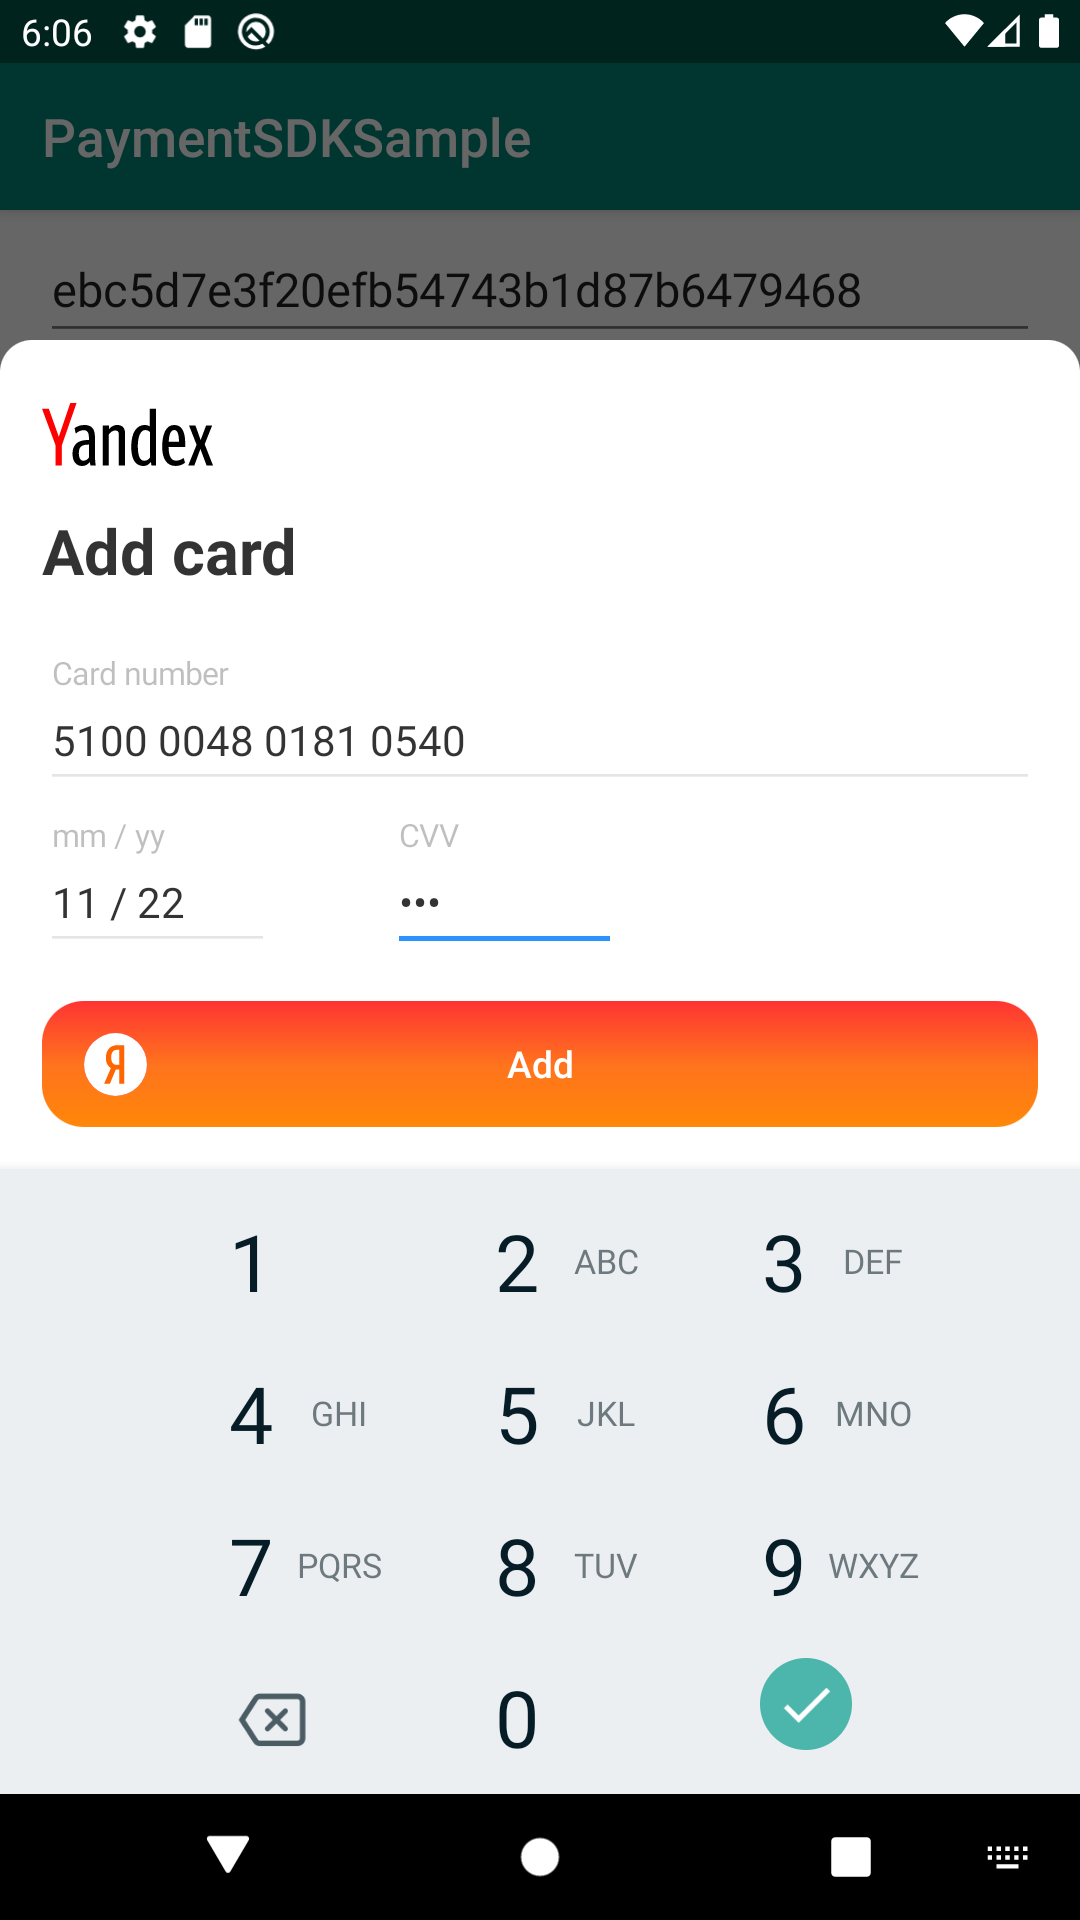 6:06
PaymentSDKSample
ebc5d7e3f20efb54743b1d87b6479468
Yandex
Add card
Card number
5100 0048 0181 0540
mm / yy CVV
11 / 22 •••
Я Add
1 2 ABC 3 DEF
4 GHI 5 JKL 6 MNO
7 PQRS 8 TUV 9 WXYZ
0